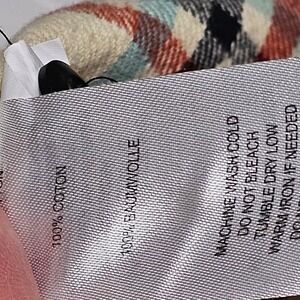 100% COTTON
100% BAUMWOLLE
MACHINE WASH COLD
DO NOT BLEACH
TUMBLE DRY LOW
WARM IRON IF NEEDED